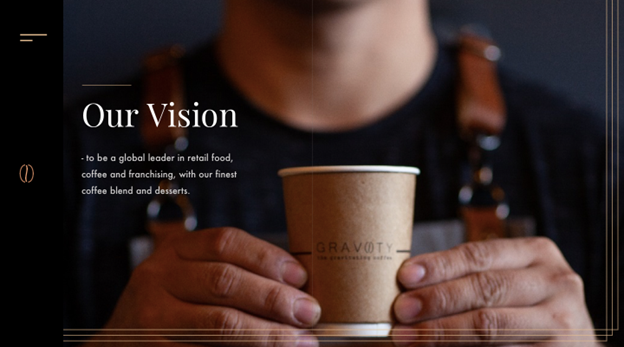 Our Vision
- to be a global leader in retail food,
coffee and franchising, with our finest
coffee blend and desserts.
GRAVITY